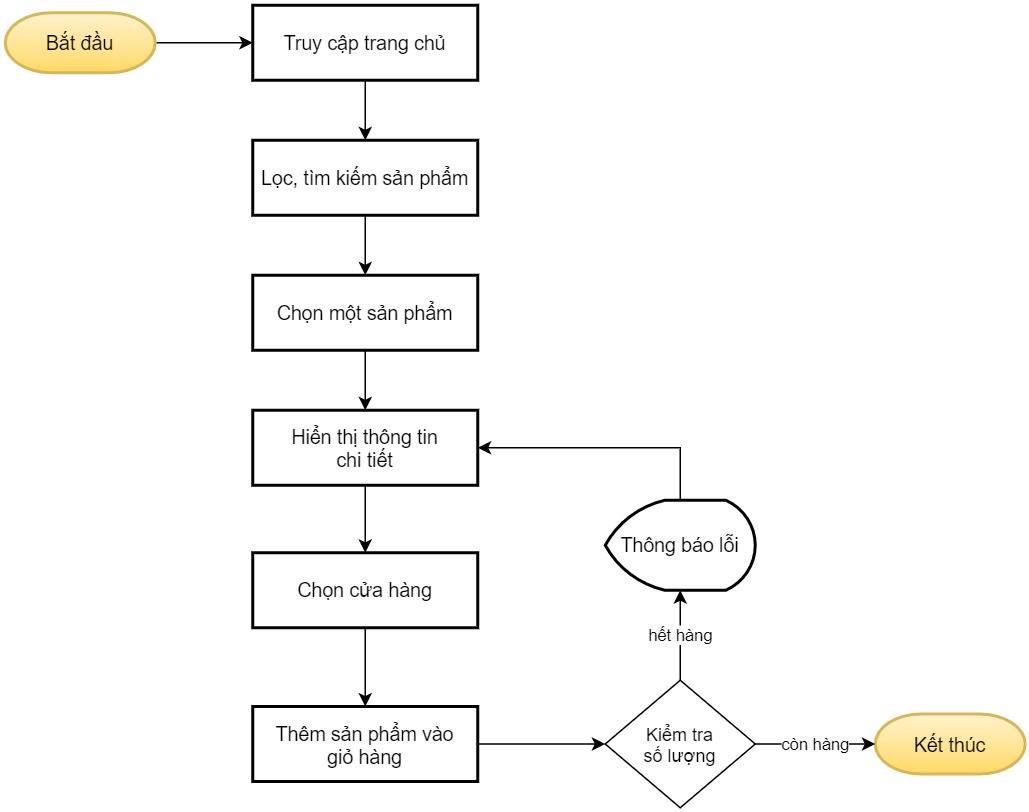 Bắt đầu
Truy cập trang chủ
Lọc, tìm kiếm sản phẩm
Chọn một sản phẩm
Hiển thị thông tin
chi tiết
Thông báo lỗi
Chọn cửa hàng
hết hàng
Thêm sản phẩm vào
giỏ hàng
Kiểm tra
số lượng
còn hàng
Kết thúc